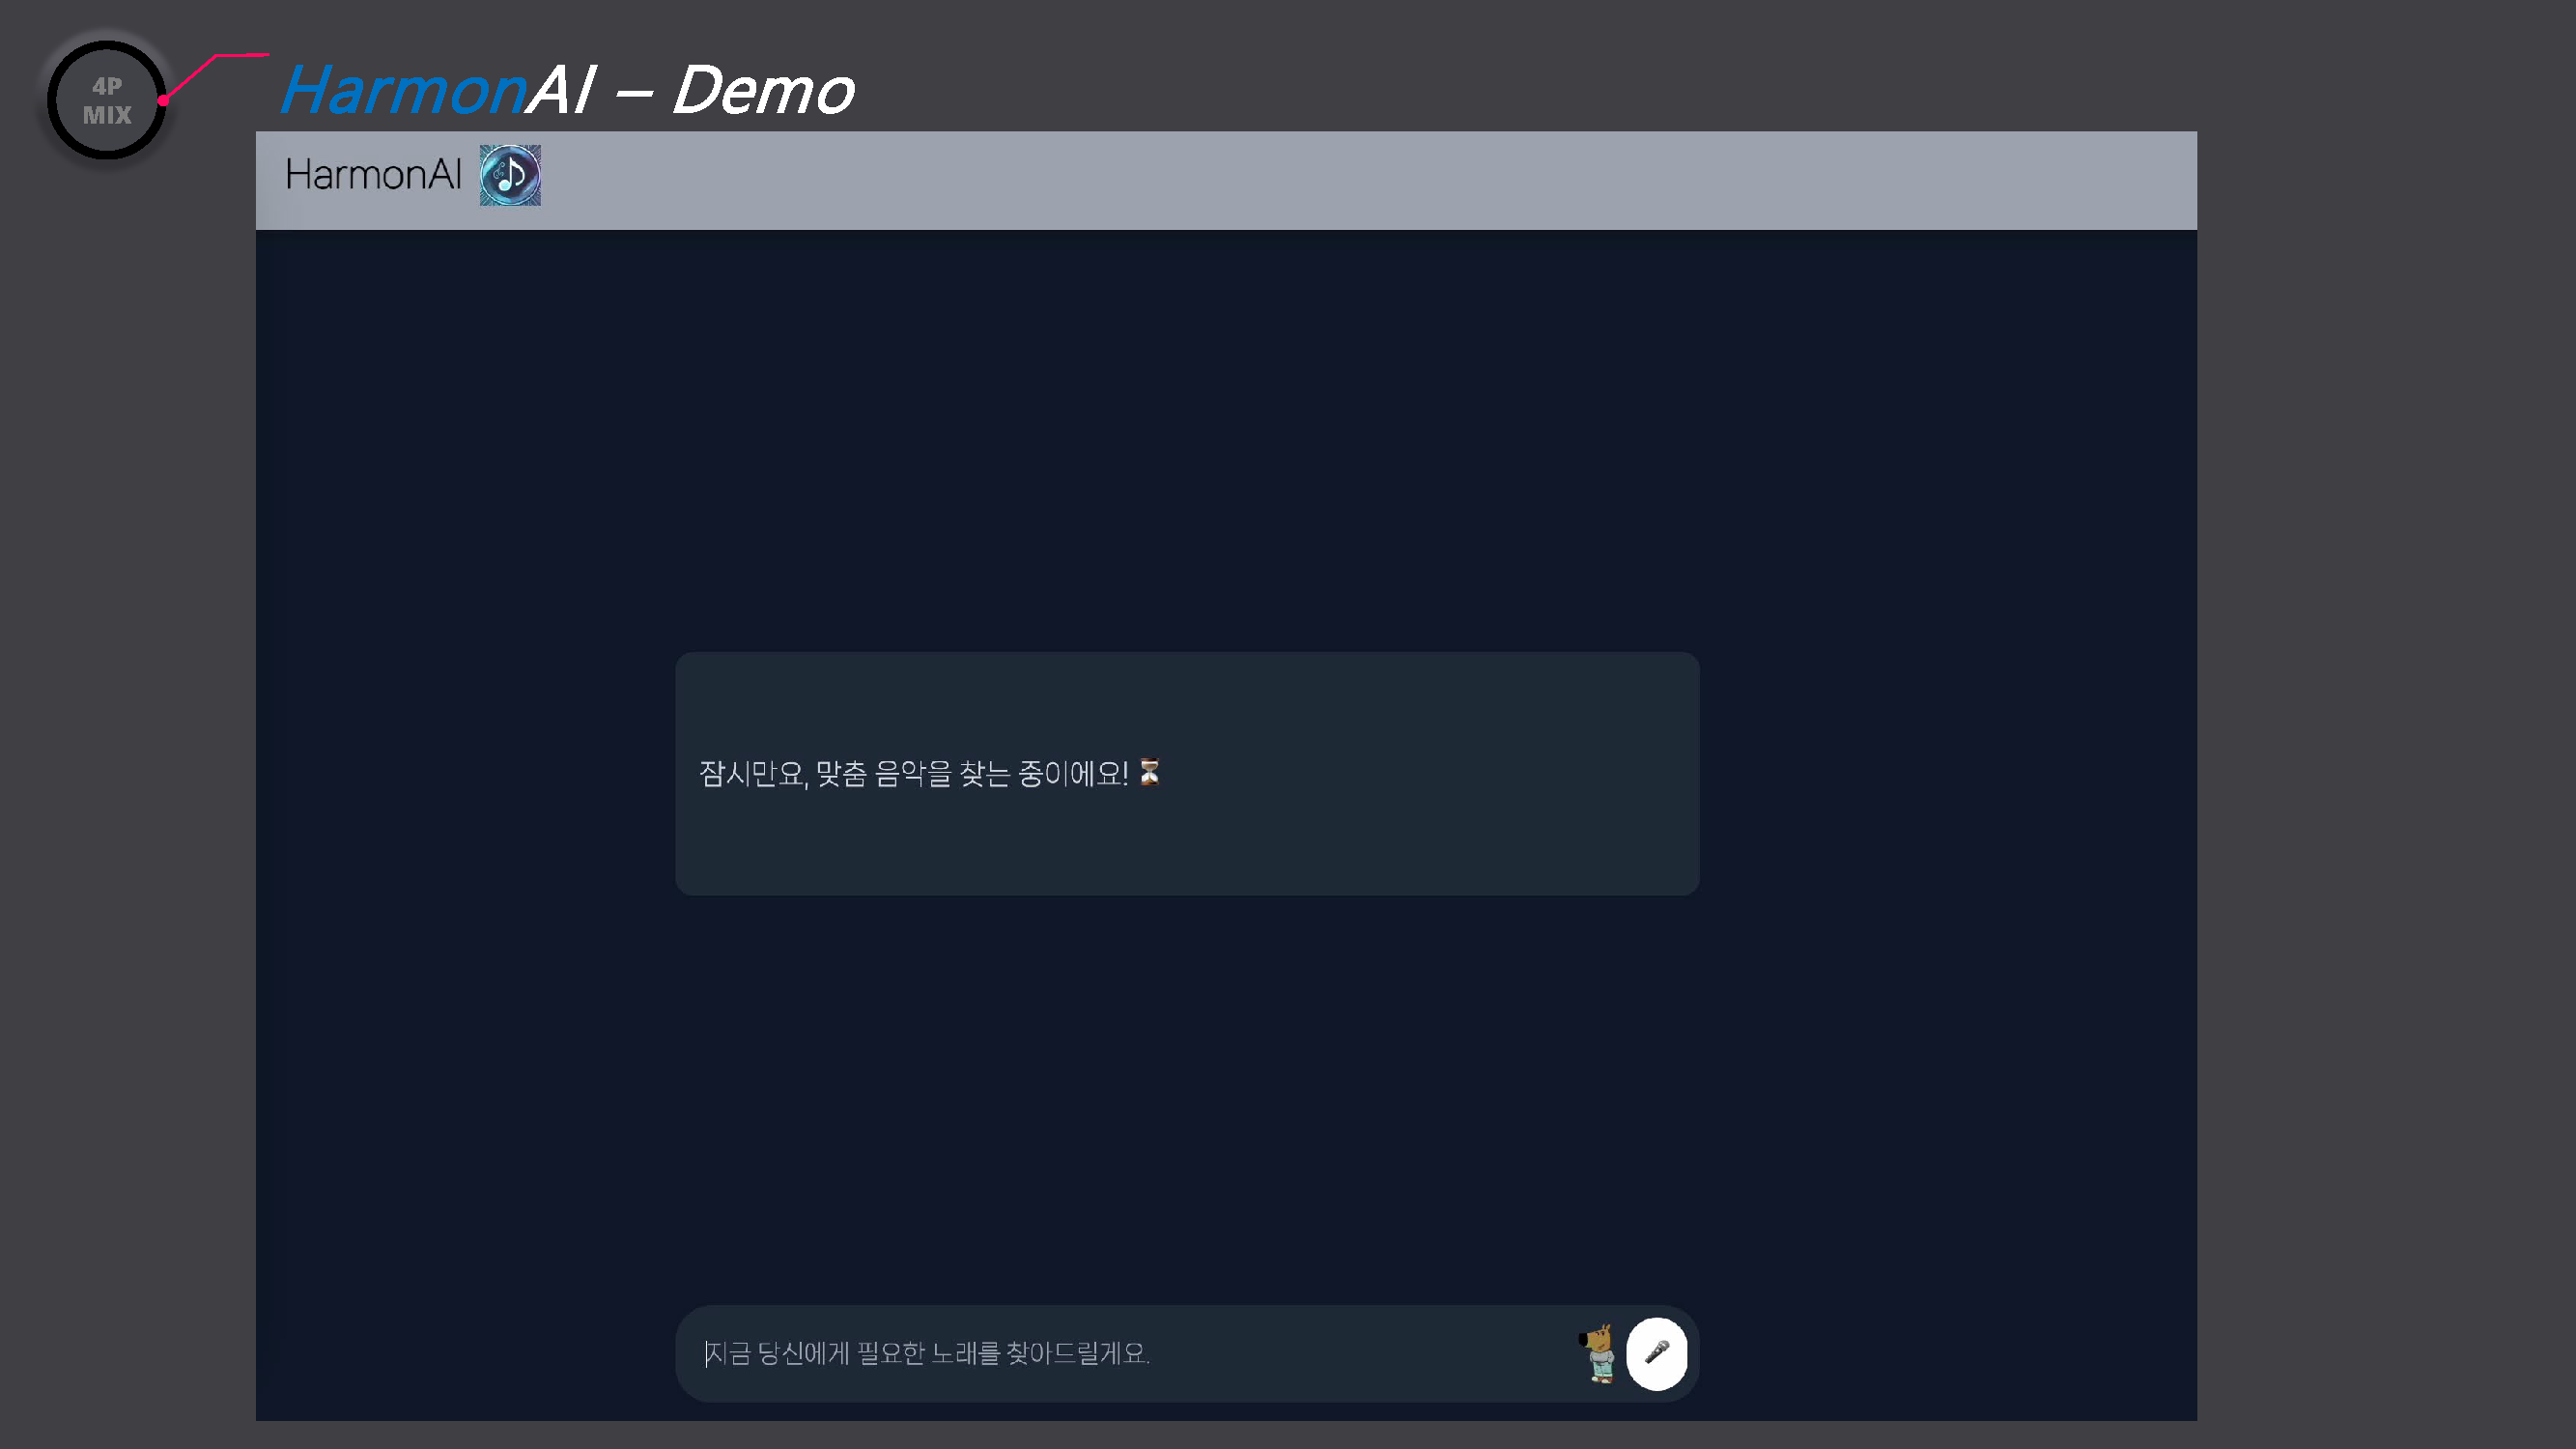 4P
MIX
HarmonAI – Demo
HarmonAI
잠시만요, 맞춤 음악을 찾는 중이에요! ⏳
지금 당신에게 필요한 노래를 찾아드릴게요.